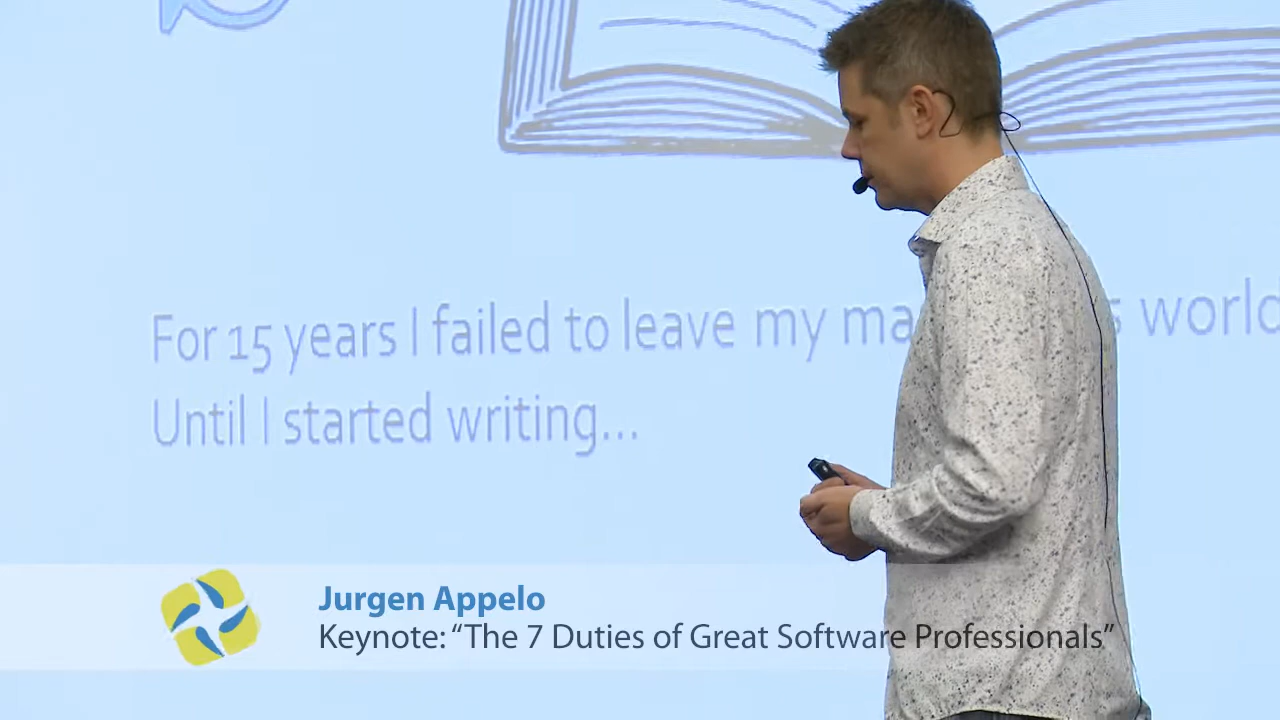 For 15 years I failed to leave my ma s world
Until I started writing...
Jurgen Appelo
Keynote: “The 7 Duties of Great Software Professionals”